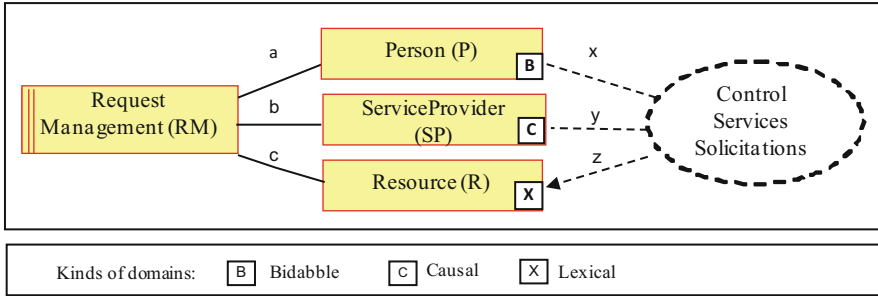 a
Person (P)
B
x
Request
Management (RM)
b
ServiceProvider
(SP)
C
y
Control
Services
Solicitations
c
Resource (R)
X
z
Kinds of domains: B Bidabble C Causal X Lexical